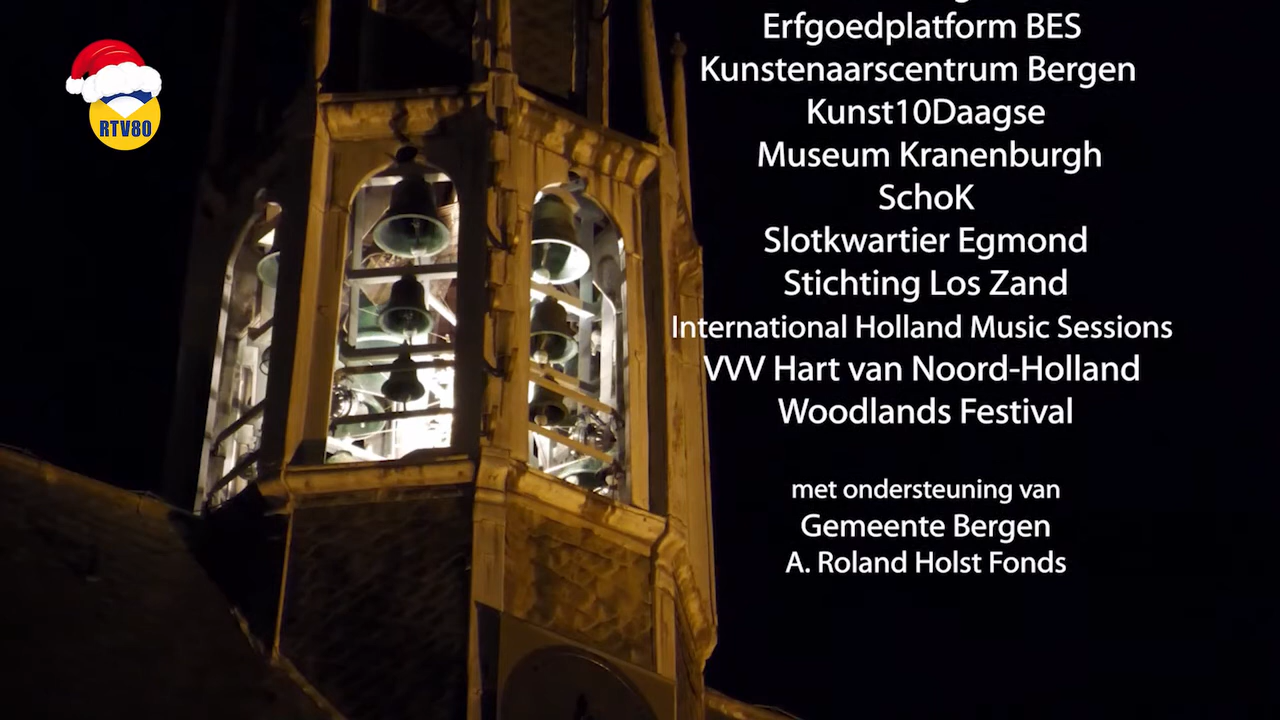 RTV80
Erfgoedplatform BES
Kunstenaarscentrum Bergen
Kunst10Daagse
Museum Kranenburgh
SchoK
Slotkwartier Egmond
Stichting Los Zand
International Holland Music Sessions
VVV Hart van Noord-Holland
Woodlands Festival
met ondersteuning van
Gemeente Bergen
A. Roland Holst Fonds